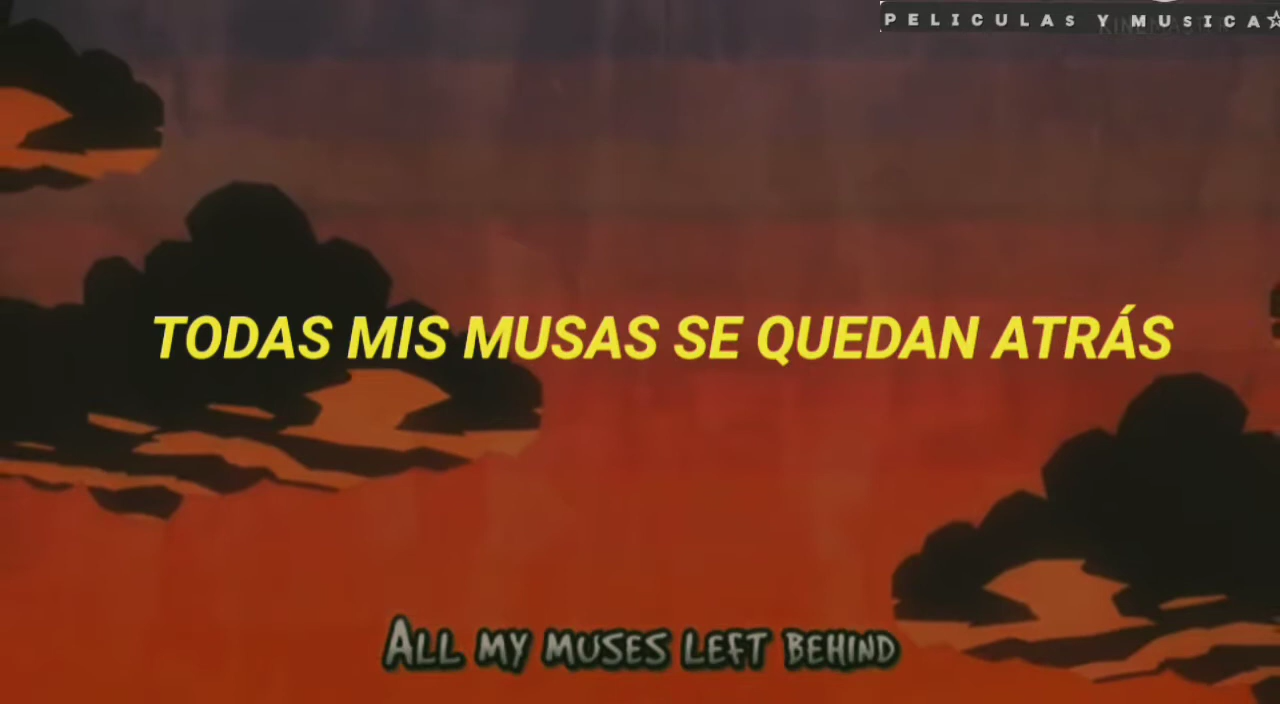 PELICULAS Y MUSICA☆
TODAS MIS MUSAS SE QUEDAN ATRÁS
ALL MY MUSES LEFT BEHIND